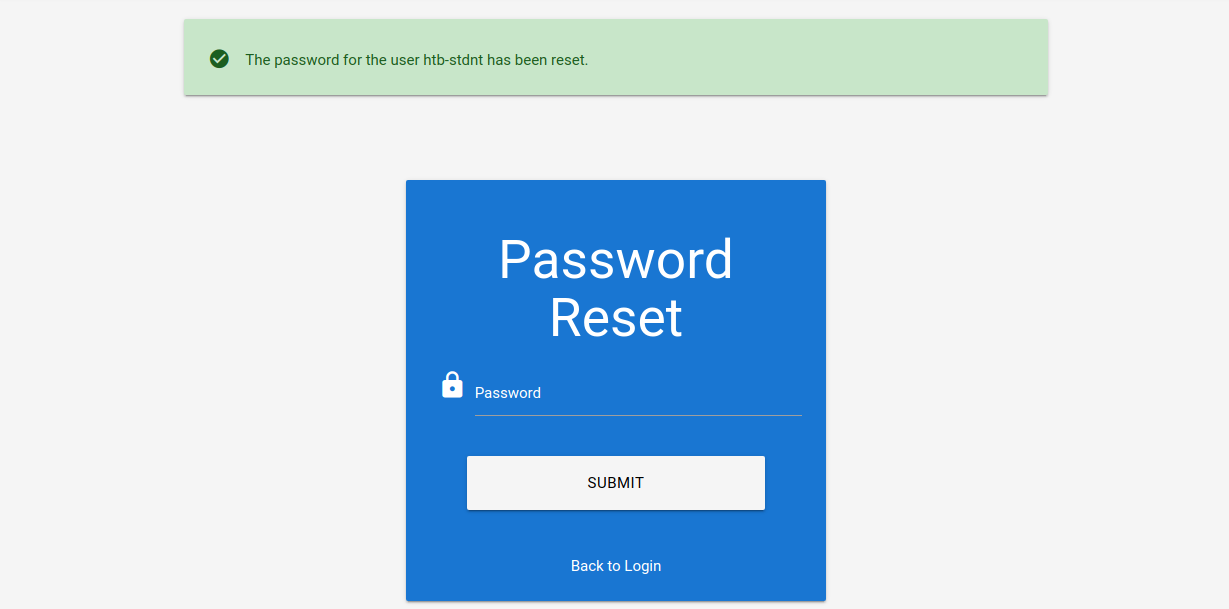 The password for the user htb-stdnt has been reset.
Password
Reset
Password
SUBMIT
Back to Login